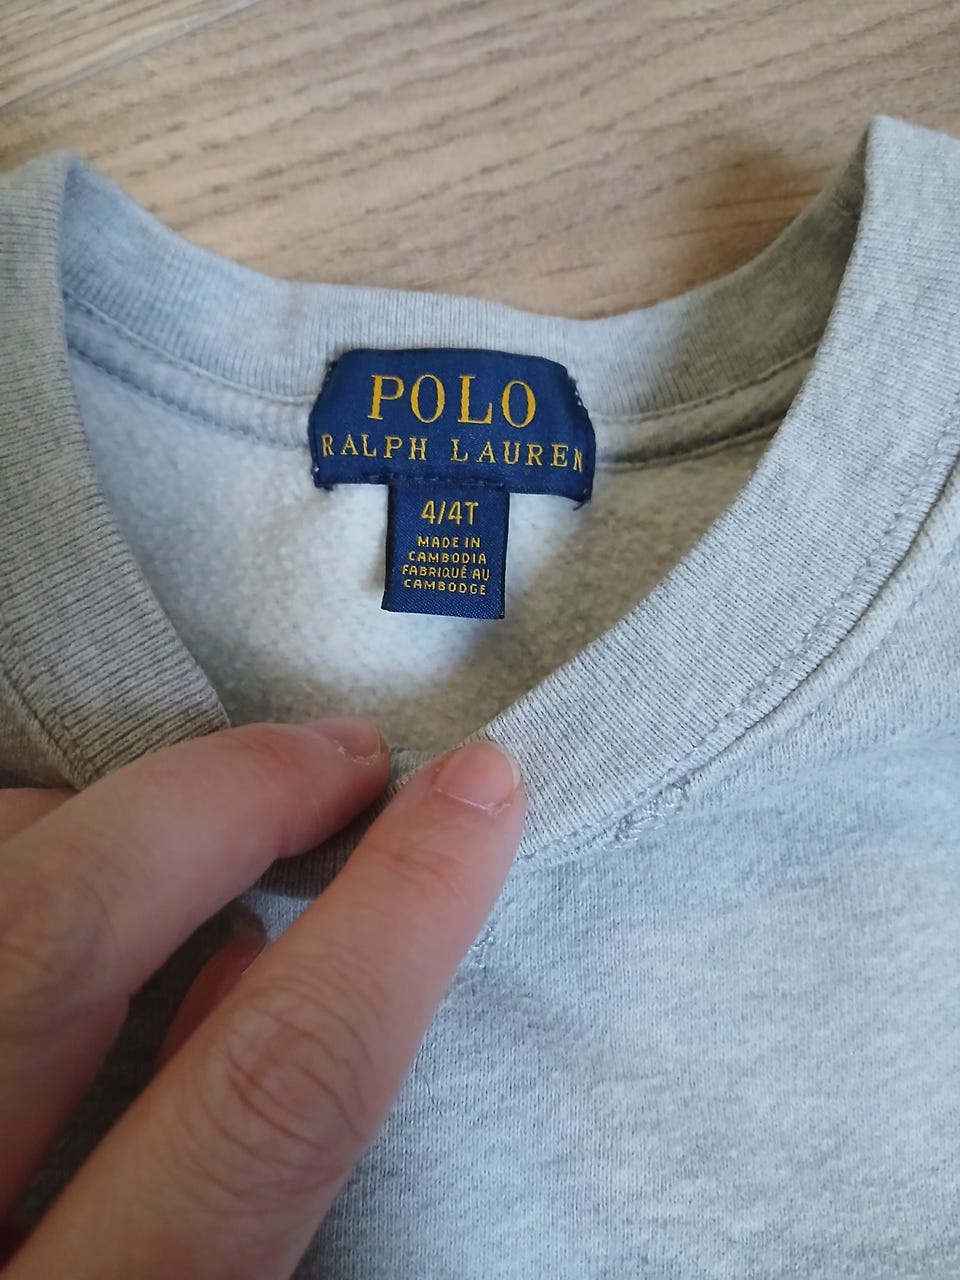 POLO
RALPH LAUREN
4/4T
MADE IN
CAMBODIA
FABRIQUÉ AU
CAMBODGE